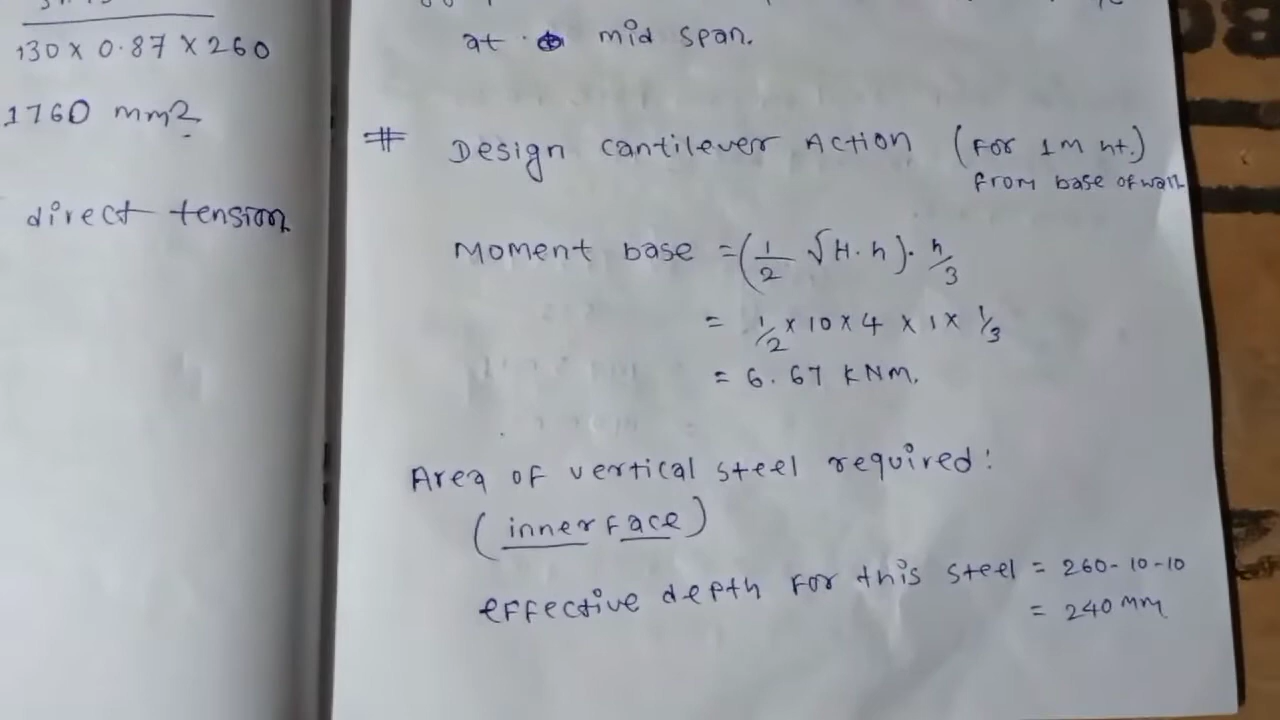 130 x 0.87 x 260
1760 mm2
direct tension
at mid span.
# Design cantilever Action (For 1m ht.)
From base of wall
Moment base = (1/2 √H.h). h/3
= 1/2 x 10 x 4 x 1 x 1/3
= 6.67 kNm.
Area of vertical steel required:
(inner face)
effective depth for this steel = 260-10-10
= 240 mm